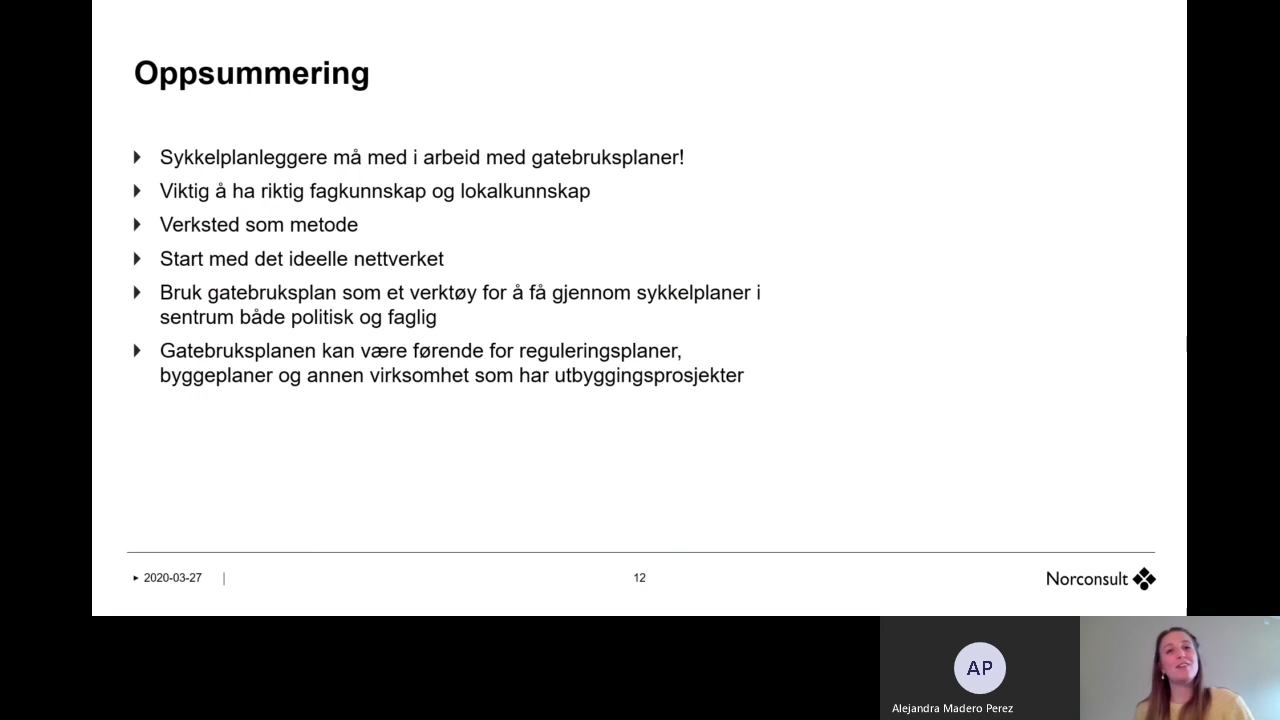 Oppsummering
Sykkelplanleggere må med i arbeid med gatebruksplaner!
Viktig å ha riktig fagkunnskap og lokalkunnskap
Verksted som metode
Start med det ideelle nettverket
Bruk gatebruksplan som et verktøy for å få gjennom sykkelplaner i
sentrum både politisk og faglig
Gatebruksplanen kan være førende for reguleringsplaner,
byggeplaner og annen virksomhet som har utbyggingsprosjekter
2020-03-27
12
Norconsult
AP
Alejandra Madero Perez